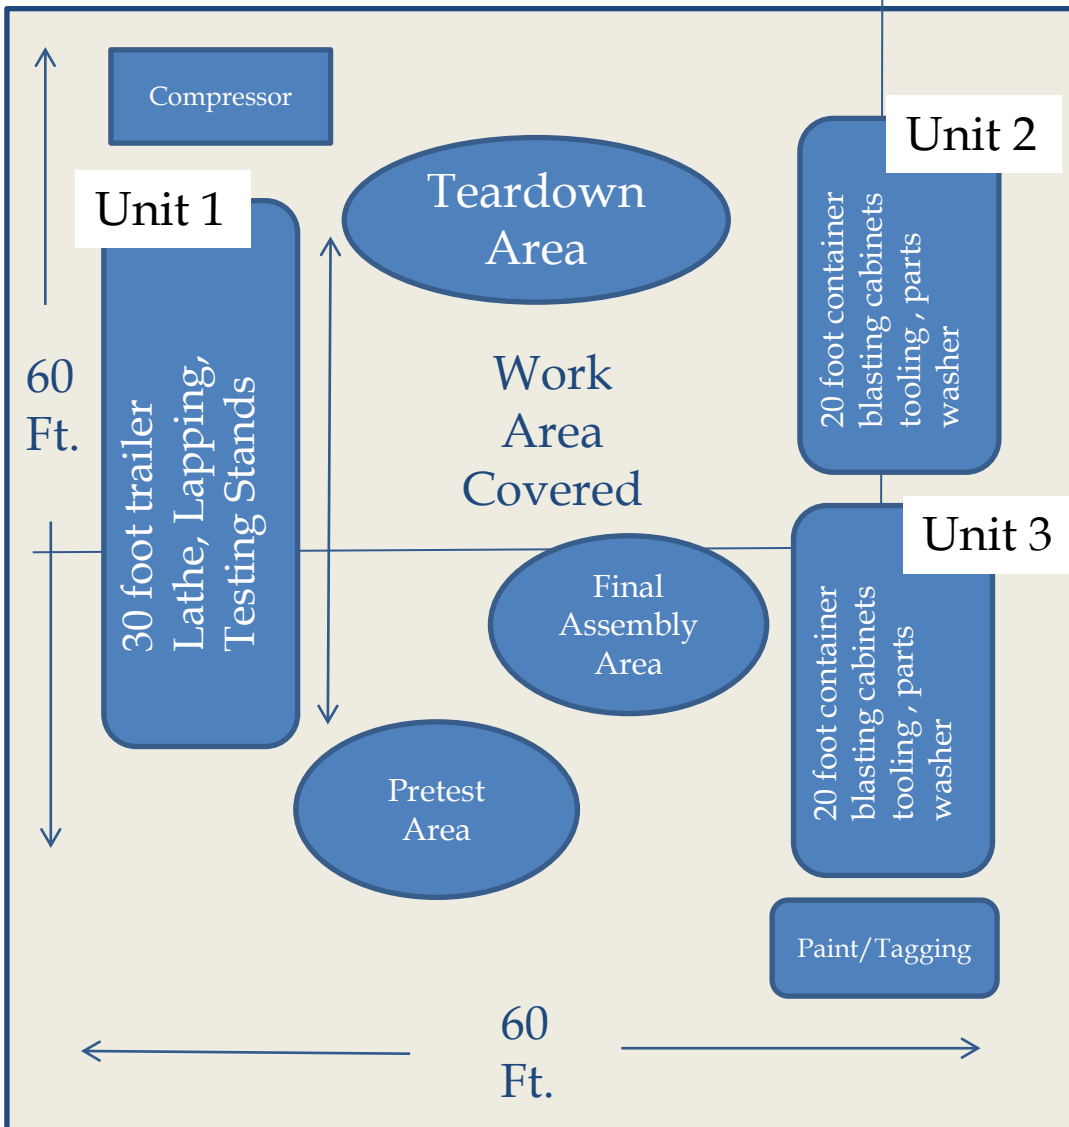 Compressor
Unit 1
30 foot trailer
Lathe, Lapping,
Testing Stands
Teardown
Area
Unit 2
20 foot container
blasting cabinets
tooling , parts
washer
60
Ft.
Work
Area
Covered
Unit 3
20 foot container
blasting cabinets
tooling , parts
washer
Final
Assembly
Area
Pretest
Area
Paint/Tagging
60
Ft.